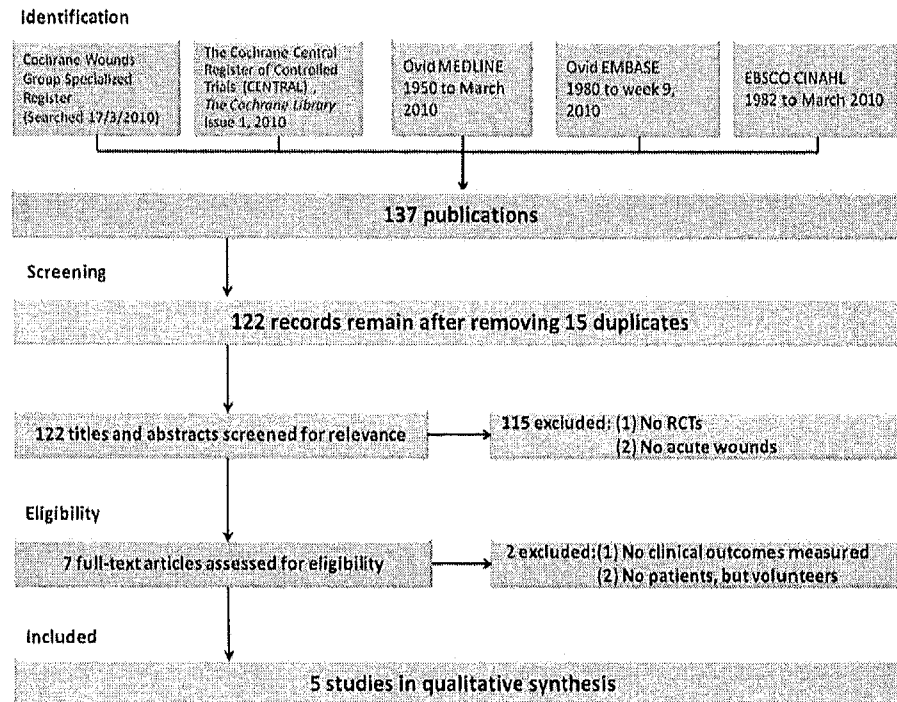 Identification
Cochrane Wounds
Group Specialized
Register
(Searched 17/3/2010)
The Cochrane Central
Register of Controlled
Trials (CENTRAL) ,
The Cochrane Library
Issue 1, 2010
Ovid MEDLINE
1950 to March
2010
Ovid EMBASE
1980 to week 9,
2010
EBSCO CINAHL
1982 to March 2010
137 publications
Screening
122 records remain after removing 15 duplicates
122 titles and abstracts screened for relevance
115 excluded: (1) No RCTs
(2) No acute wounds
Eligibility
7 full-text articles assessed for eligibility
2 excluded:(1) No clinical outcomes measured
(2) No patients, but volunteers
Included
5 studies in qualitative synthesis